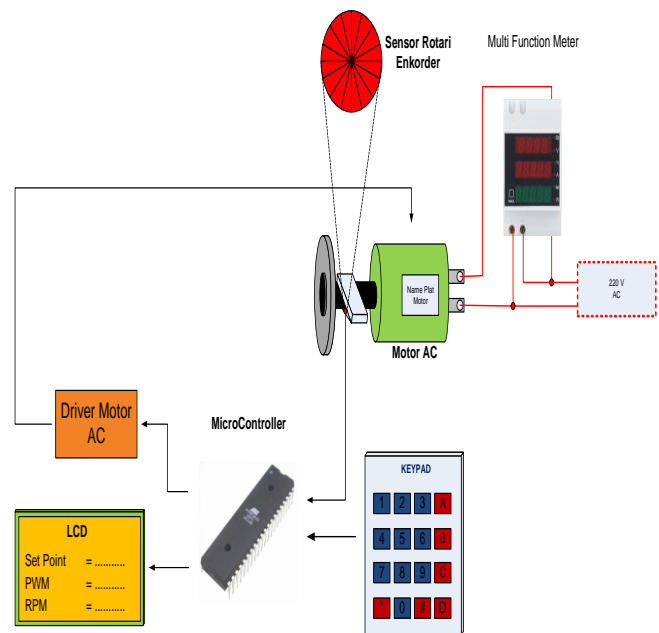 Sensor Rotari
Enkorder
Multi Function Meter
Name Plat
Motor
220 V
AC
Motor AC
Driver Motor
AC
MicroController
KEYPAD
1 2 3 A
4 5 6 B
7 8 9 C
* 0 # D
LCD
Set Point = ...........
PWM = ...........
RPM = ...........